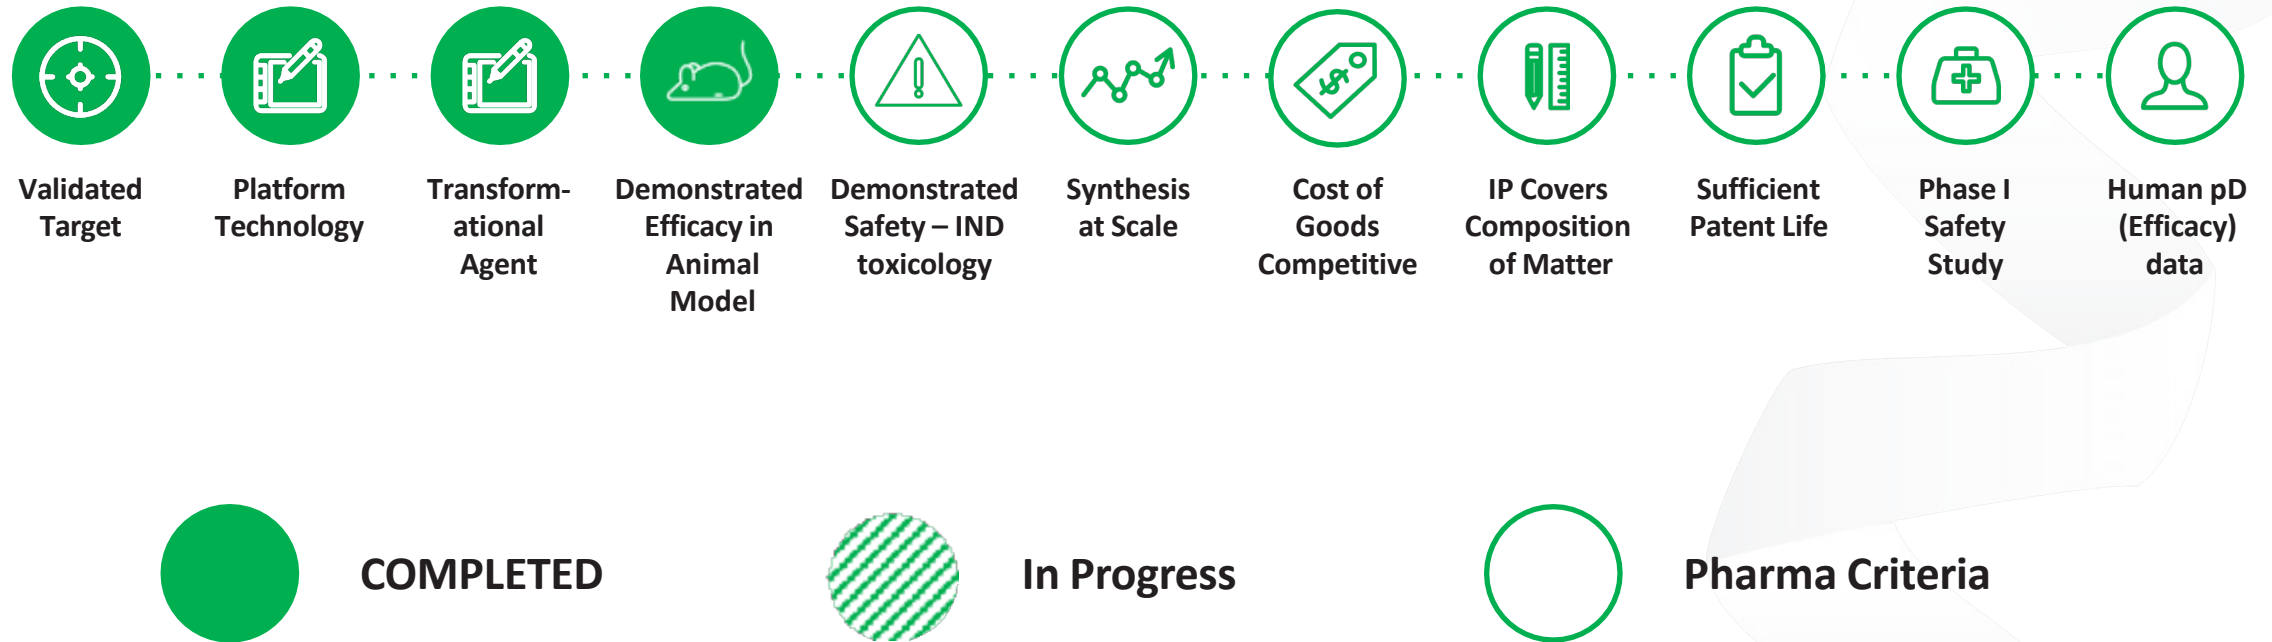 Validated
Target
Platform
Technology
Transform-
ational
Agent
Demonstrated
Efficacy in
Animal
Model
Demonstrated
Safety – IND
toxicology
Synthesis
at Scale
Cost of
Goods
Competitive
IP Covers
Composition
of Matter
Sufficient
Patent Life
Phase I
Safety
Study
Human pD
(Efficacy)
data
COMPLETED
In Progress
Pharma Criteria